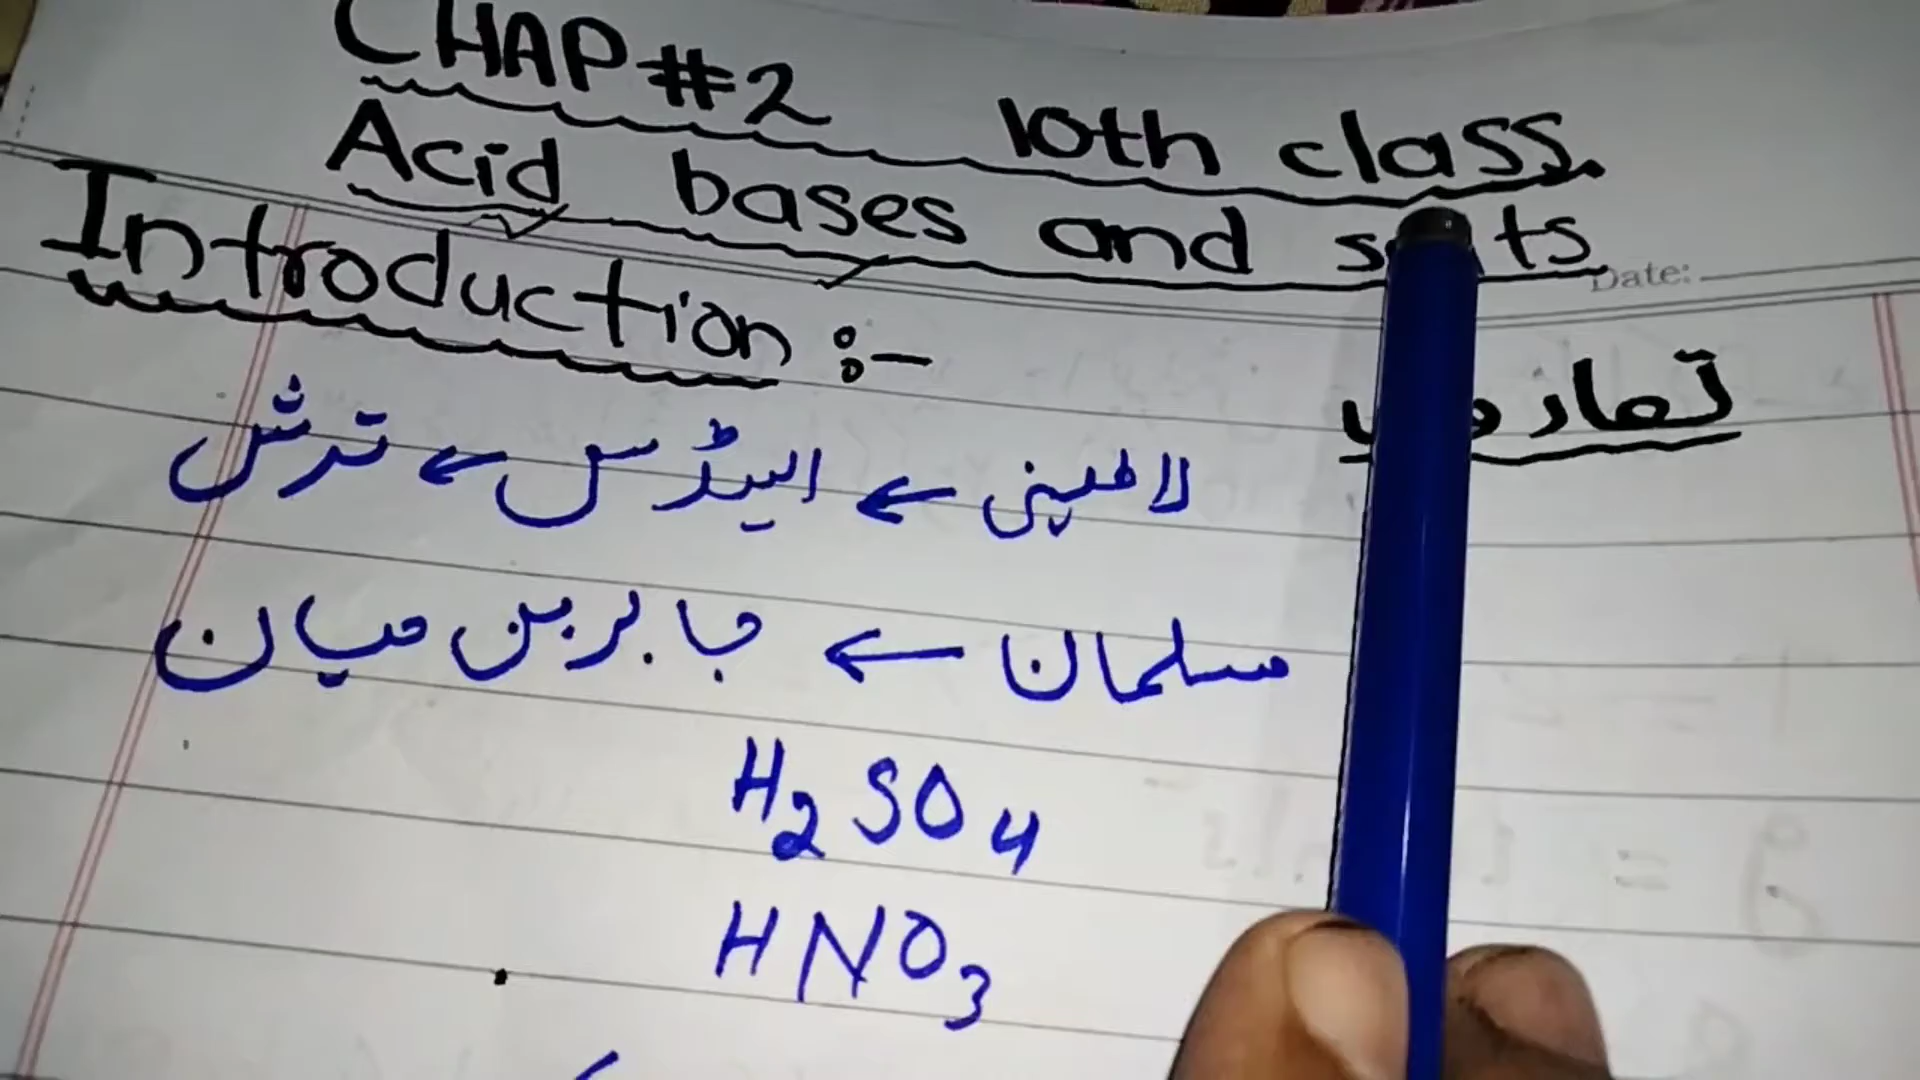 CHAP#2 10th class.
Acid bases and salts
Date:
Introduction :-
لاطینی ← ایسڈس ← ترش
مسلمان ← جابر بن حیان
H₂SO₄
HNO₃